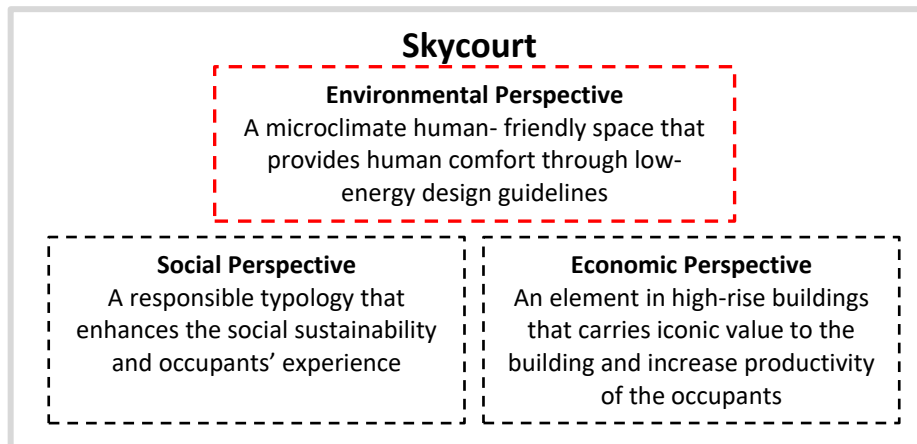 Skycourt
Environmental Perspective
A microclimate human- friendly space that
provides human comfort through low-
energy design guidelines
Social Perspective
A responsible typology that
enhances the social sustainability
and occupants’ experience
Economic Perspective
An element in high-rise buildings
that carries iconic value to the
building and increase productivity
of the occupants